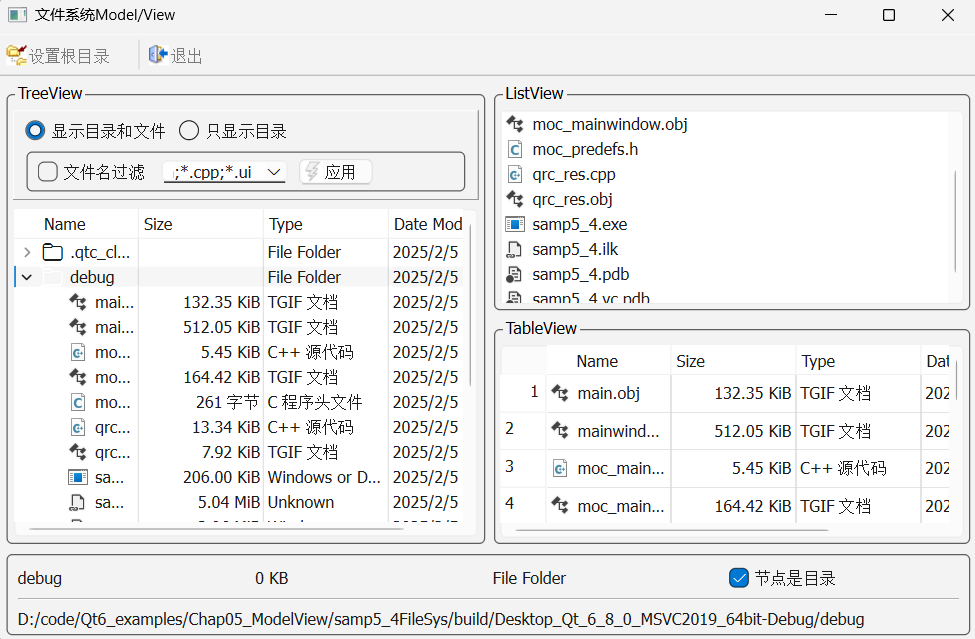 文件系统Model/View
设置根目录 退出
TreeView
显示目录和文件 只显示目录
文件名过滤 ;*.cpp;*.ui 应用
Name Size Type Date Mod
.qtc_cl... File Folder 2025/2/5
debug File Folder 2025/2/5
mai... 132.35 KiB TGIF 文档 2025/2/5
mai... 512.05 KiB TGIF 文档 2025/2/5
mo... 5.45 KiB C++ 源代码 2025/2/5
mo... 164.42 KiB TGIF 文档 2025/2/5
mo... 261 字节 C 程序头文件 2025/2/5
qrc... 13.34 KiB C++ 源代码 2025/2/5
qrc... 7.92 KiB TGIF 文档 2025/2/5
sa... 206.00 KiB Windows or D... 2025/2/5
sa... 5.04 MiB Unknown 2025/2/5
ListView
moc_mainwindow.obj
moc_predefs.h
qrc_res.cpp
qrc_res.obj
samp5_4.exe
samp5_4.ilk
samp5_4.pdb
samp5_4.vc.pdb
TableView
Name Size Type Dat
1 main.obj 132.35 KiB TGIF 文档 202
2 mainwind... 512.05 KiB TGIF 文档 202
3 moc_main... 5.45 KiB C++ 源代码 202
4 moc_main... 164.42 KiB TGIF 文档 202
debug 0 KB File Folder 节点是目录
D:/code/Qt6_examples/Chap05_ModelView/samp5_4FileSys/build/Desktop_Qt_6_8_0_MSVC2019_64bit-Debug/debug